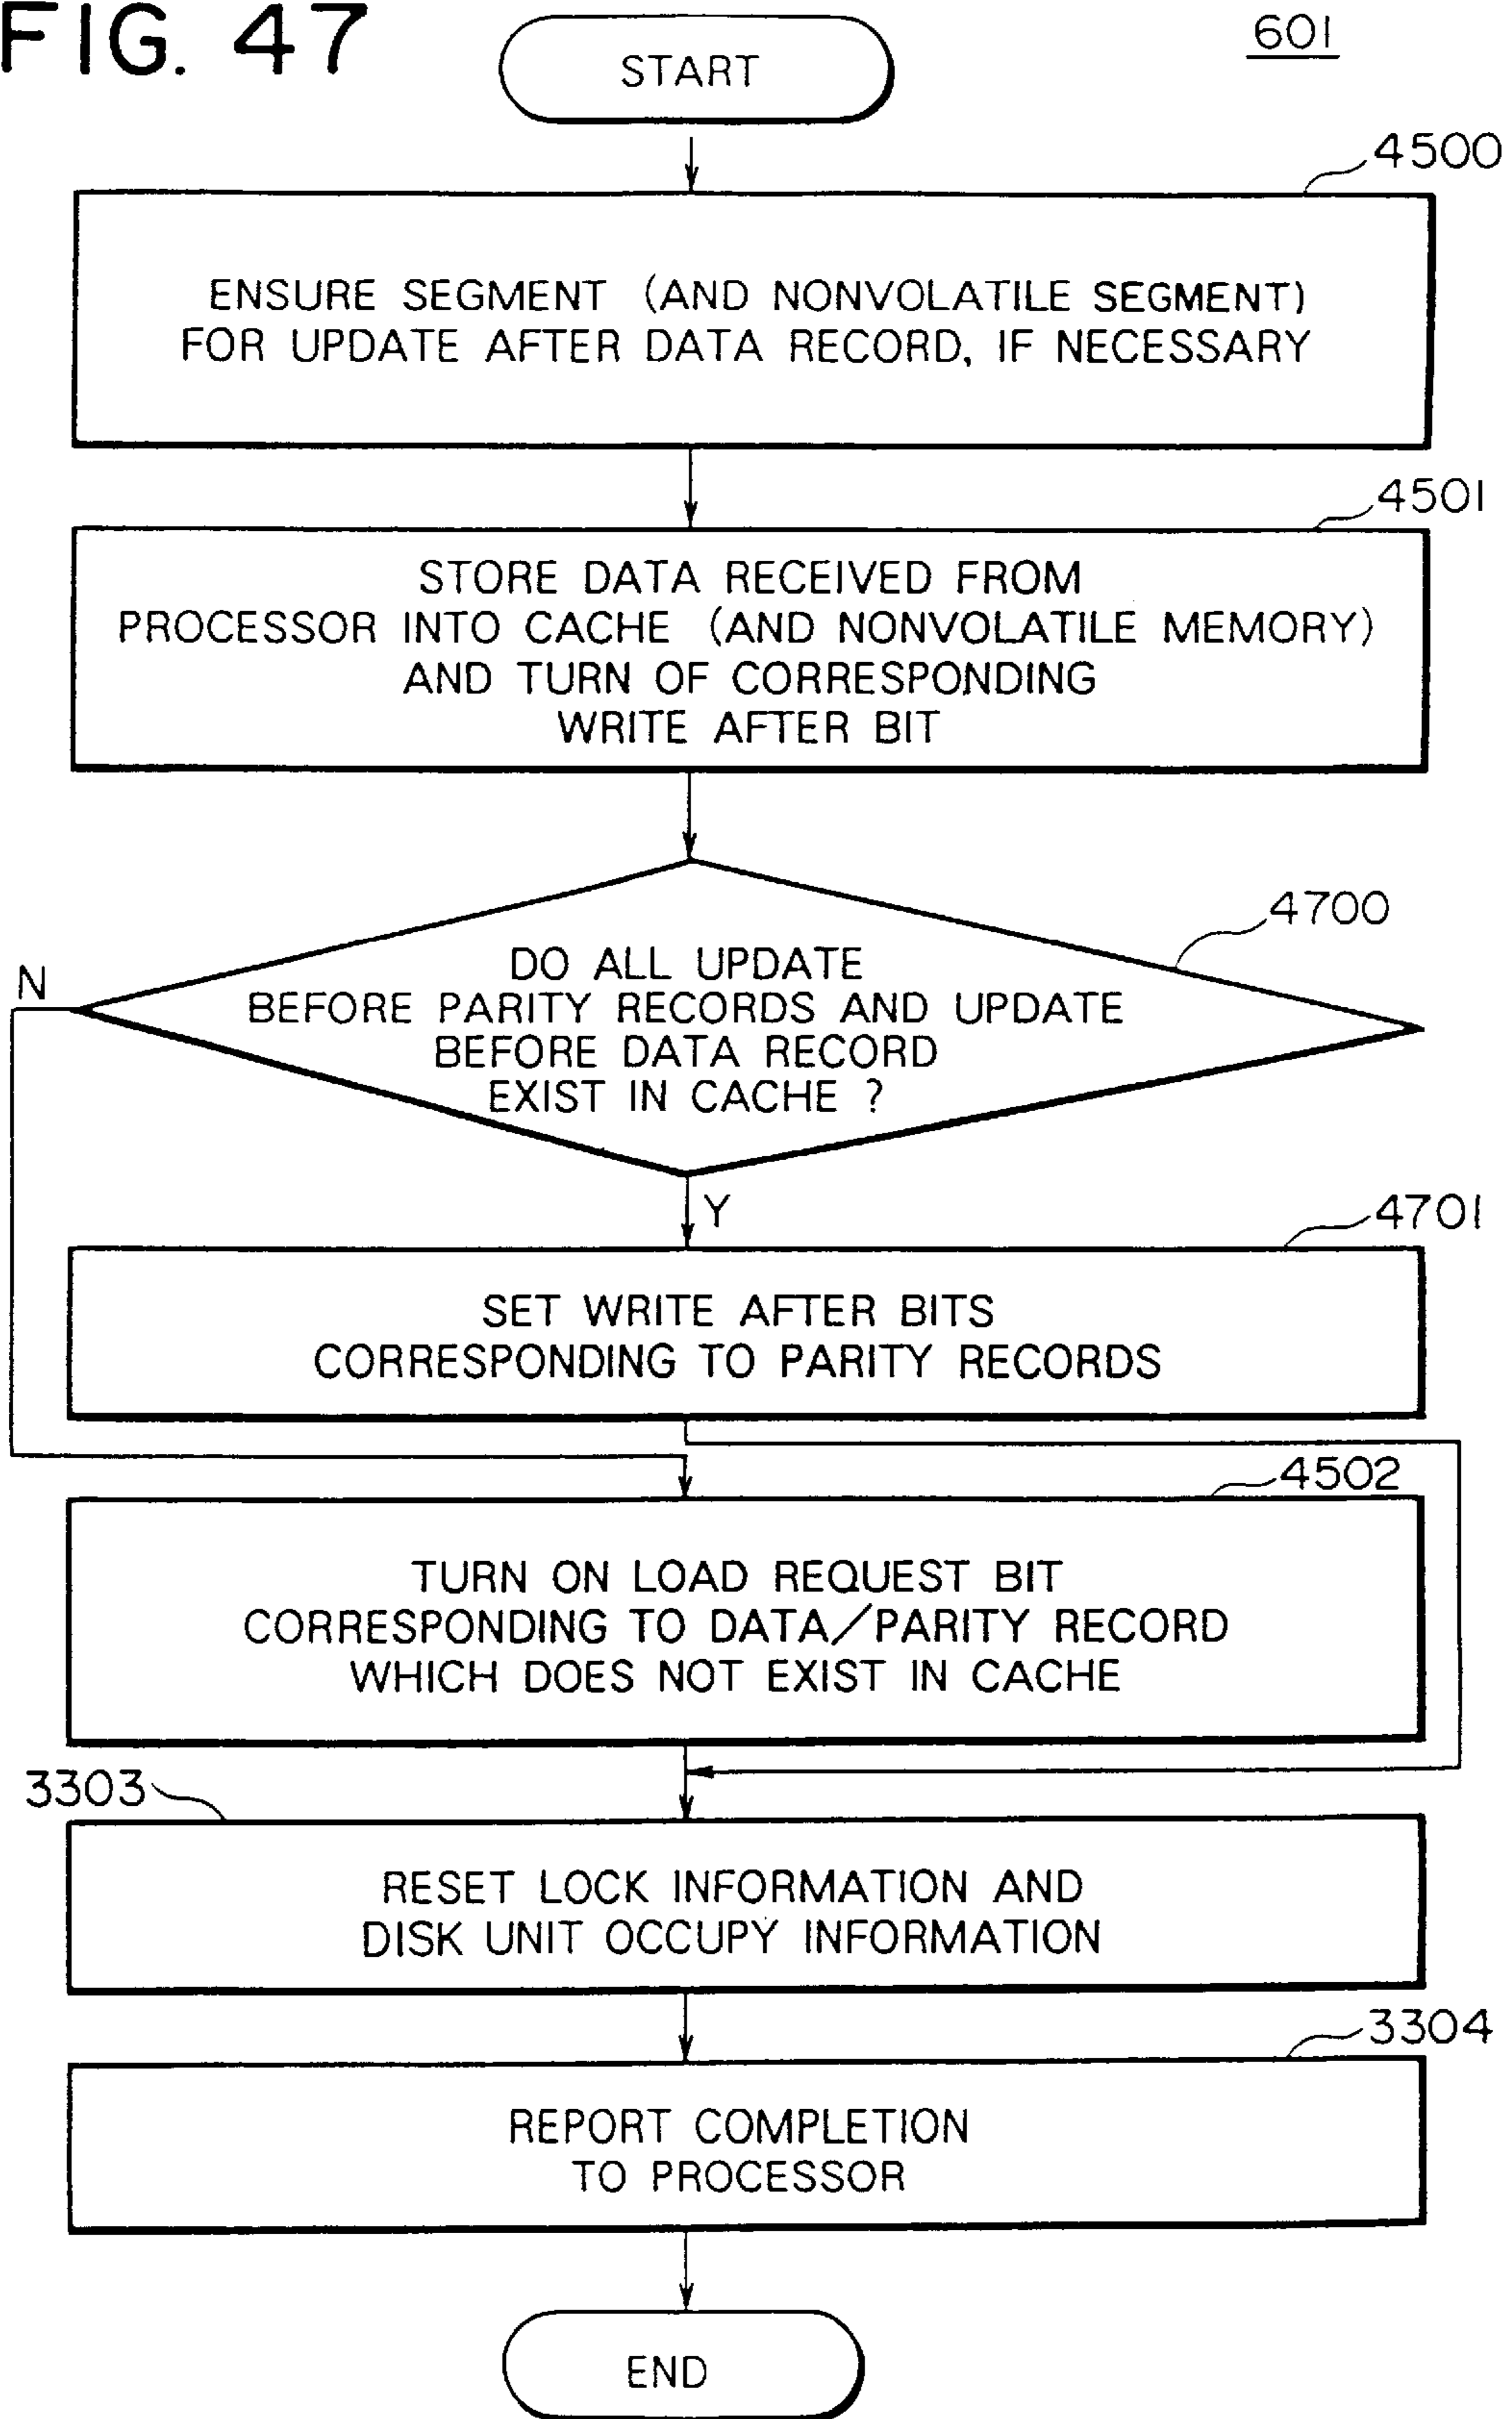 FIG. 47
601
START
4500
ENSURE SEGMENT (AND NONVOLATILE SEGMENT)
FOR UPDATE AFTER DATA RECORD, IF NECESSARY
4501
STORE DATA RECEIVED FROM
PROCESSOR INTO CACHE (AND NONVOLATILE MEMORY)
AND TURN OF CORRESPONDING
WRITE AFTER BIT
4700
N
DO ALL UPDATE
BEFORE PARITY RECORDS AND UPDATE
BEFORE DATA RECORD
EXIST IN CACHE ?
Y
4701
SET WRITE AFTER BITS
CORRESPONDING TO PARITY RECORDS
4502
TURN ON LOAD REQUEST BIT
CORRESPONDING TO DATA/PARITY RECORD
WHICH DOES NOT EXIST IN CACHE
3303
RESET LOCK INFORMATION AND
DISK UNIT OCCUPY INFORMATION
3304
REPORT COMPLETION
TO PROCESSOR
END